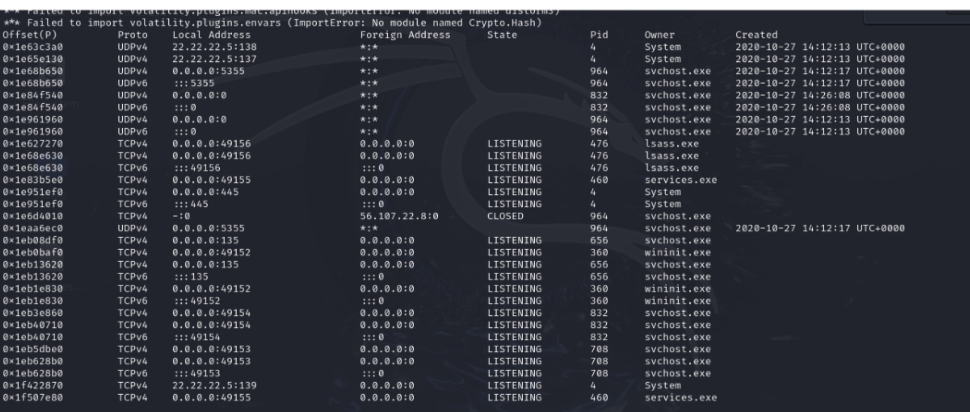 *** Failed to import volatility.plugins.mac.apihooks (ImportError: No module named distorm3)
*** Failed to import volatility.plugins.envars (ImportError: No module named Crypto.Hash)
Offset(P) Proto Local Address Foreign Address State Pid Owner Created
0×1e63c3a0 UDPv4 22.22.22.5:138 *:* 4 System 2020-10-27 14:12:13 UTC+0000
0×1e65e130 UDPv4 22.22.22.5:137 *:* 4 System 2020-10-27 14:12:13 UTC+0000
0×1e68b650 UDPv4 0.0.0.0:5355 *:* 964 svchost.exe 2020-10-27 14:12:17 UTC+0000
0×1e68b650 UDPv6 :::5355 *:* 964 svchost.exe 2020-10-27 14:12:17 UTC+0000
0×1e84f540 UDPv4 0.0.0.0:0 *:* 832 svchost.exe 2020-10-27 14:26:08 UTC+0000
0×1e84f540 UDPv6 :::0 *:* 832 svchost.exe 2020-10-27 14:26:08 UTC+0000
0×1e961960 UDPv4 0.0.0.0:0 *:* 964 svchost.exe 2020-10-27 14:12:13 UTC+0000
0×1e961960 UDPv6 :::0 *:* 964 svchost.exe 2020-10-27 14:12:13 UTC+0000
0×1e627270 TCPv4 0.0.0.0:49156 0.0.0.0:0 LISTENING 476 lsass.exe
0×1e68e630 TCPv4 0.0.0.0:49156 0.0.0.0:0 LISTENING 476 lsass.exe
0×1e68e630 TCPv6 :::49156 :::0 LISTENING 476 lsass.exe
0×1e83b5e0 TCPv4 0.0.0.0:49155 0.0.0.0:0 LISTENING 460 services.exe
0×1e951ef0 TCPv4 0.0.0.0:445 0.0.0.0:0 LISTENING 4 System
0×1e951ef0 TCPv6 :::445 :::0 LISTENING 4 System
0×1e6d4010 TCPv4 -:0 56.107.22.8:0 CLOSED 964 svchost.exe
0×1eaa6ec0 UDPv4 0.0.0.0:5355 *:* 964 svchost.exe 2020-10-27 14:12:17 UTC+0000
0×1eb08df0 TCPv4 0.0.0.0:135 0.0.0.0:0 LISTENING 656 svchost.exe
0×1eb0baf0 TCPv4 0.0.0.0:49152 0.0.0.0:0 LISTENING 360 wininit.exe
0×1eb13620 TCPv4 0.0.0.0:135 0.0.0.0:0 LISTENING 656 svchost.exe
0×1eb13620 TCPv6 :::135 :::0 LISTENING 656 svchost.exe
0×1eb1e830 TCPv4 0.0.0.0:49152 0.0.0.0:0 LISTENING 360 wininit.exe
0×1eb1e830 TCPv6 :::49152 :::0 LISTENING 360 wininit.exe
0×1eb3e860 TCPv4 0.0.0.0:49154 0.0.0.0:0 LISTENING 832 svchost.exe
0×1eb40710 TCPv4 0.0.0.0:49154 0.0.0.0:0 LISTENING 832 svchost.exe
0×1eb40710 TCPv6 :::49154 :::0 LISTENING 832 svchost.exe
0×1eb5dbe0 TCPv4 0.0.0.0:49153 0.0.0.0:0 LISTENING 708 svchost.exe
0×1eb628b0 TCPv4 0.0.0.0:49153 0.0.0.0:0 LISTENING 708 svchost.exe
0×1eb628b0 TCPv6 :::49153 :::0 LISTENING 708 svchost.exe
0×1f422870 TCPv4 22.22.22.5:139 0.0.0.0:0 LISTENING 4 System
0×1f507e80 TCPv4 0.0.0.0:49155 0.0.0.0:0 LISTENING 460 services.exe